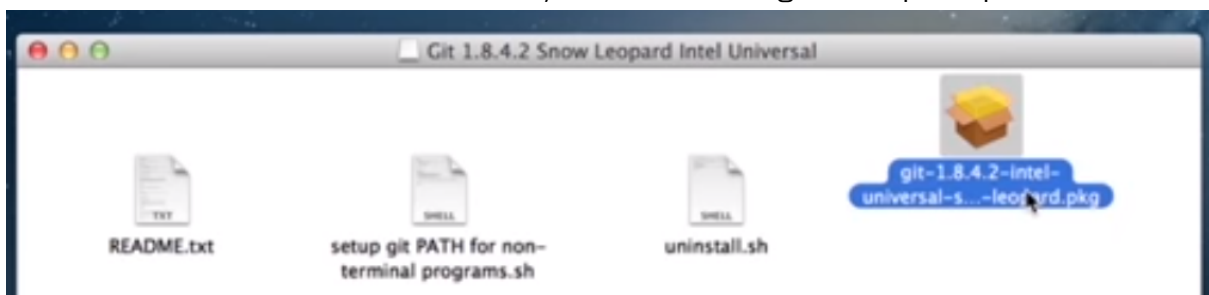 Git 1.8.4.2 Snow Leopard Intel Universal
git-1.8.4.2-intel-
universal-s...-leopard.pkg
TXT
SHELL
SHELL
README.txt
setup git PATH for non-
terminal programs.sh
uninstall.sh